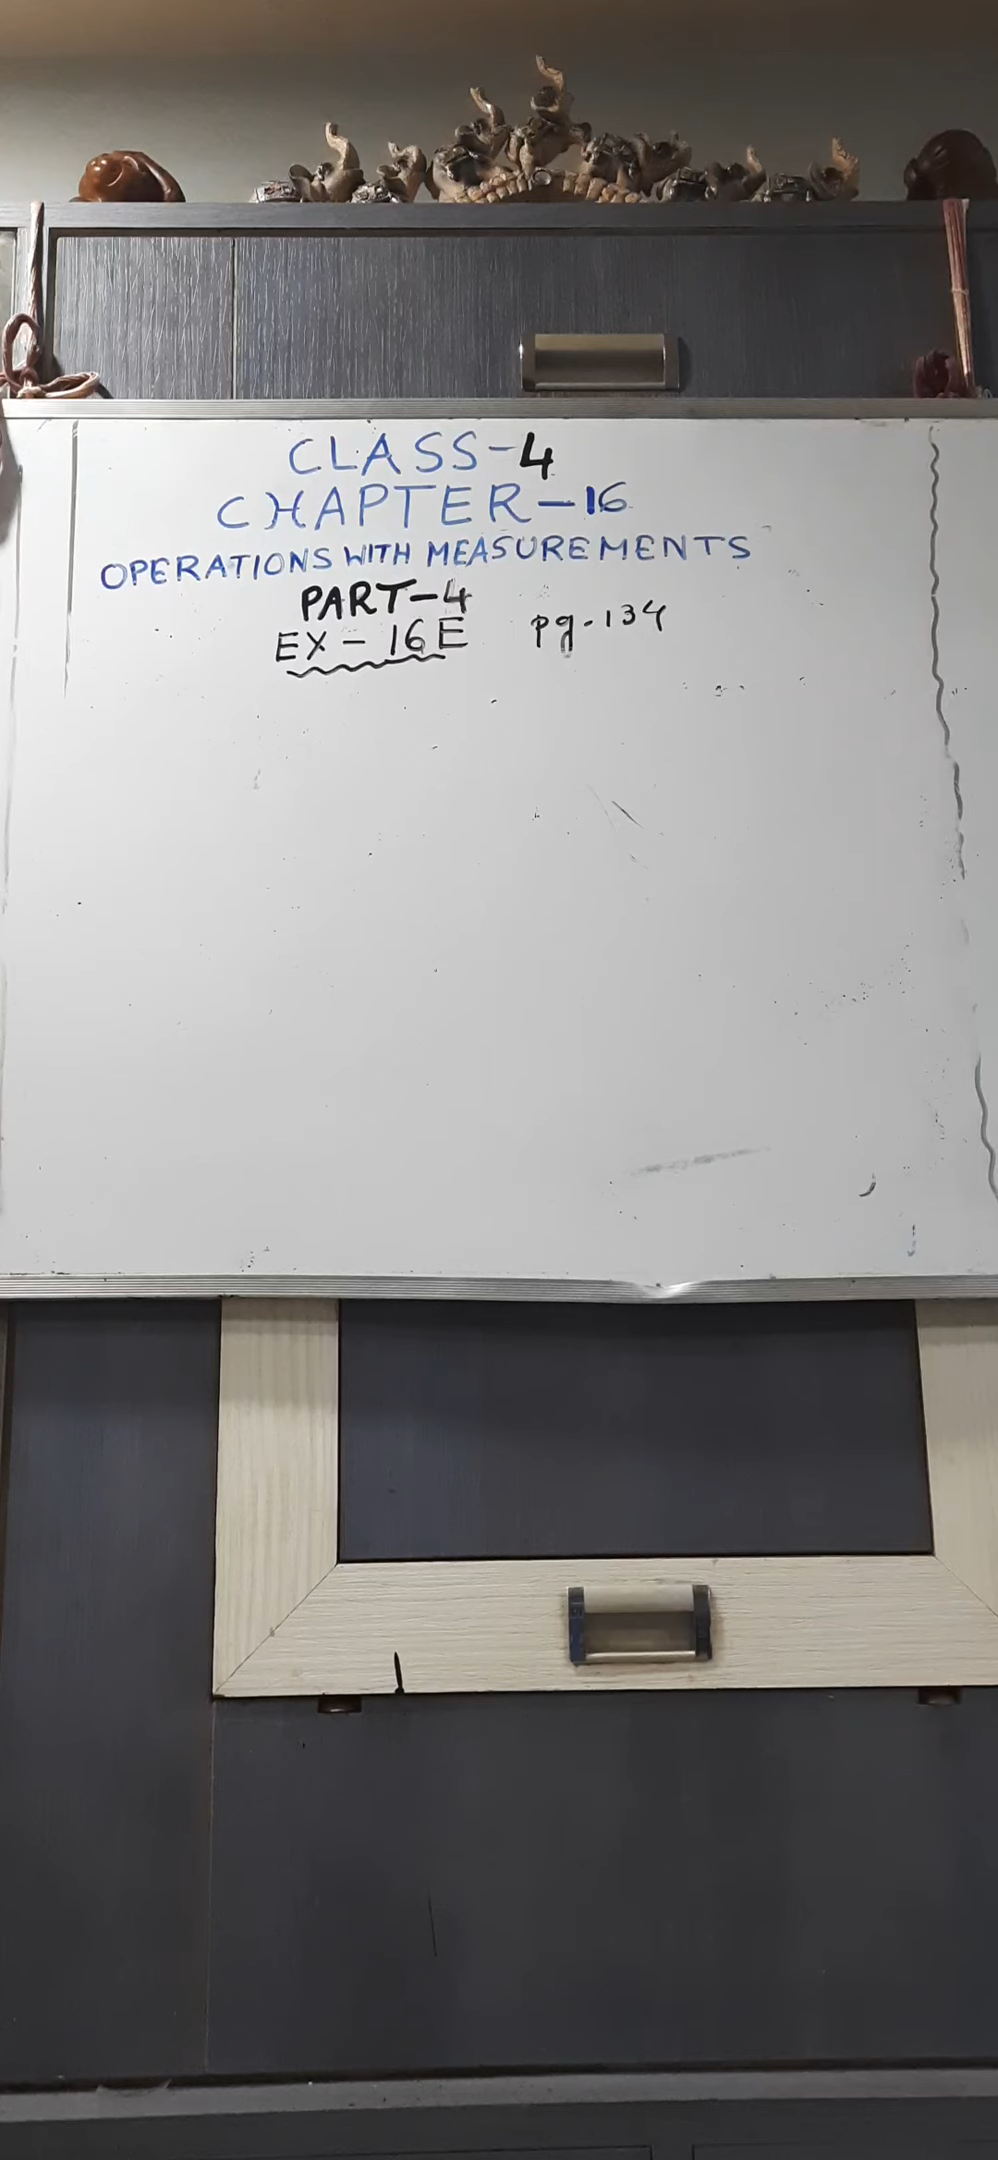 CLASS-4
CHAPTER-16
OPERATIONS WITH MEASUREMENTS
PART-4
EX-16E pg.134